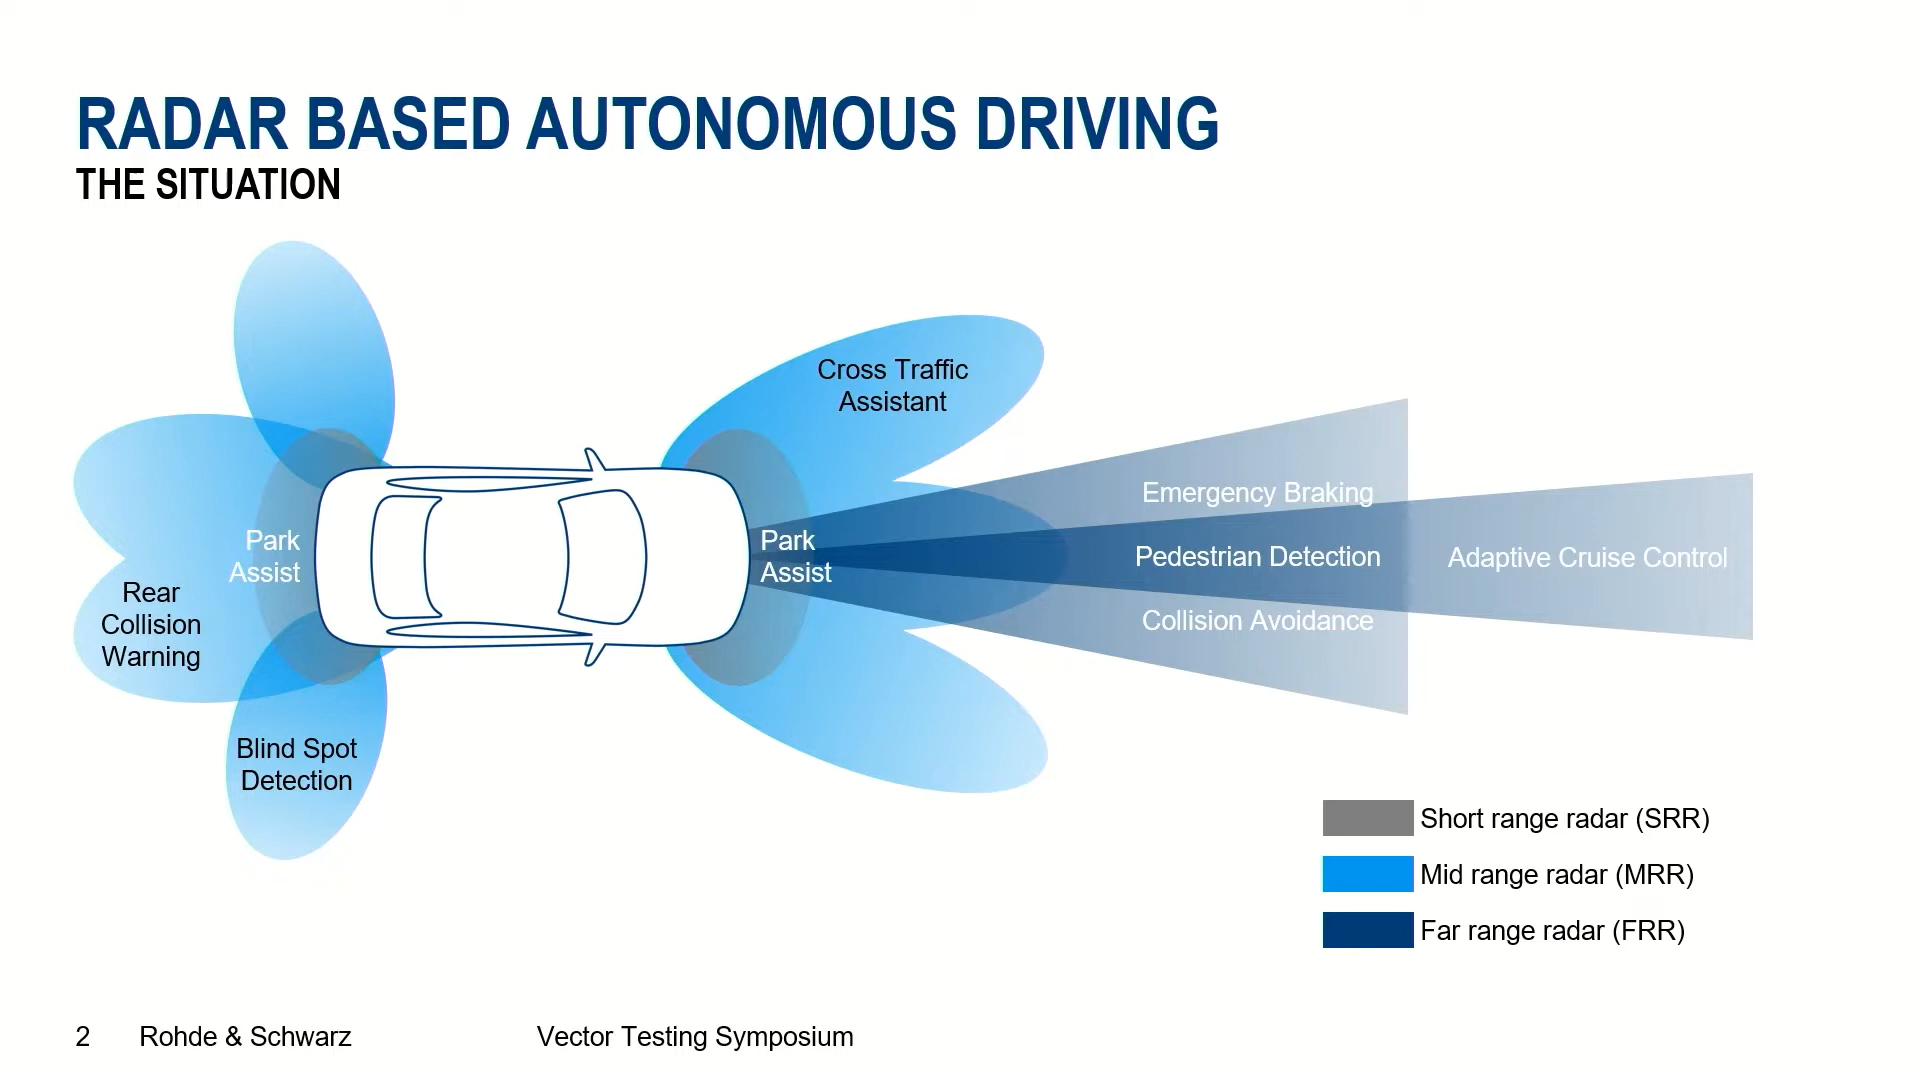 RADAR BASED AUTONOMOUS DRIVING
THE SITUATION
Cross Traffic
Assistant
Emergency Braking
Pedestrian Detection
Collision Avoidance
Adaptive Cruise Control
Park
Assist
Park
Assist
Rear
Collision
Warning
Blind Spot
Detection
Short range radar (SRR)
Mid range radar (MRR)
Far range radar (FRR)
2 Rohde & Schwarz Vector Testing Symposium